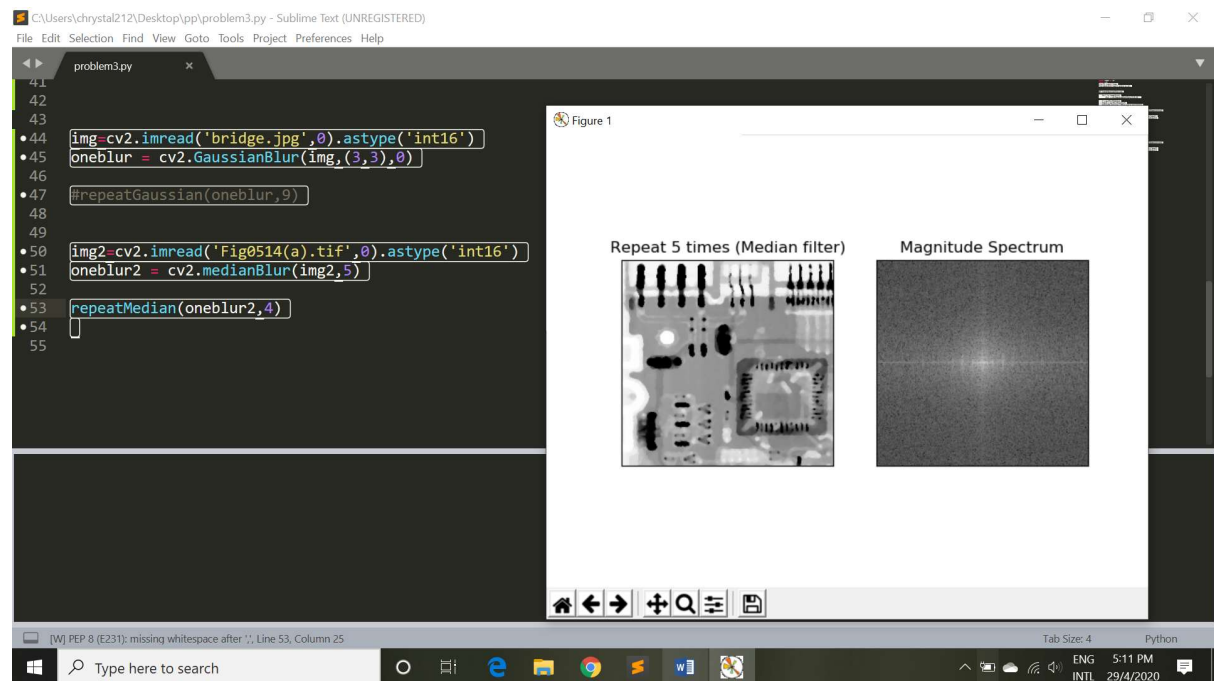 C:\Users\chrystal212\Desktop\pp\problem3.py - Sublime Text (UNREGISTERED)
File Edit Selection Find View Goto Tools Project Preferences Help
problem3.py ×
41
42
43
44 img=cv2.imread('bridge.jpg',0).astype('int16')
45 oneblur = cv2.GaussianBlur(img,(3,3),0)
46
47 #repeatGaussian(oneblur,9)
48
49
50 img2=cv2.imread('Fig0514(a).tif',0).astype('int16')
51 oneblur2 = cv2.medianBlur(img2,5)
52
53 repeatMedian(oneblur2,4)
54
55
Figure 1
Repeat 5 times (Median filter) Magnitude Spectrum
[W] PEP 8 (E231): missing whitespace after ',', Line 53, Column 25 Tab Size: 4 Python
Type here to search
ENG 5:11 PM
INTL 29/4/2020